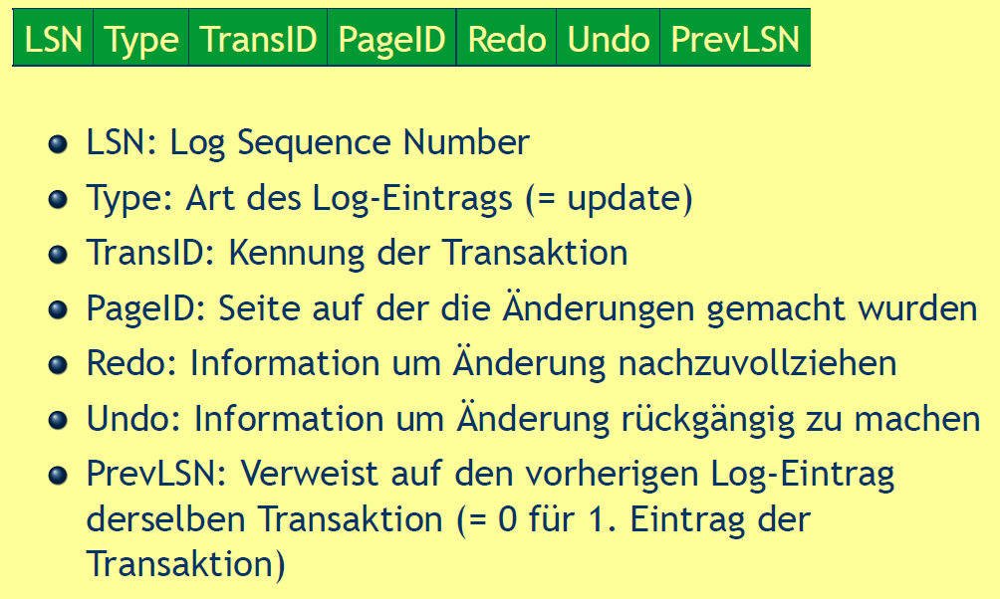 LSN Type TransID PageID Redo Undo PrevLSN
LSN: Log Sequence Number
Type: Art des Log-Eintrags (= update)
TransID: Kennung der Transaktion
PageID: Seite auf der die Änderungen gemacht wurden
Redo: Information um Änderung nachzuvollziehen
Undo: Information um Änderung rückgängig zu machen
PrevLSN: Verweist auf den vorherigen Log-Eintrag
derselben Transaktion (= 0 für 1. Eintrag der
Transaktion)